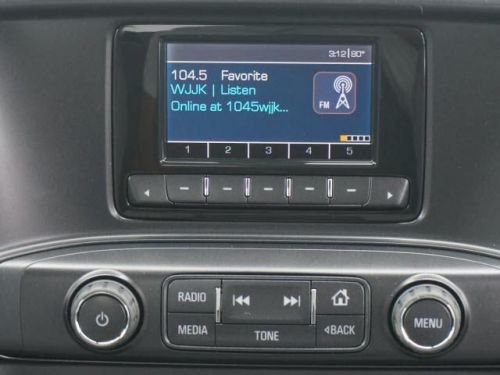 3:12 | 80°
104.5 Favorite
WJJK | Listen
Online at 1045wjjk...
FM
1 2 3 4 5
RADIO
MEDIA
TONE
BACK
MENU